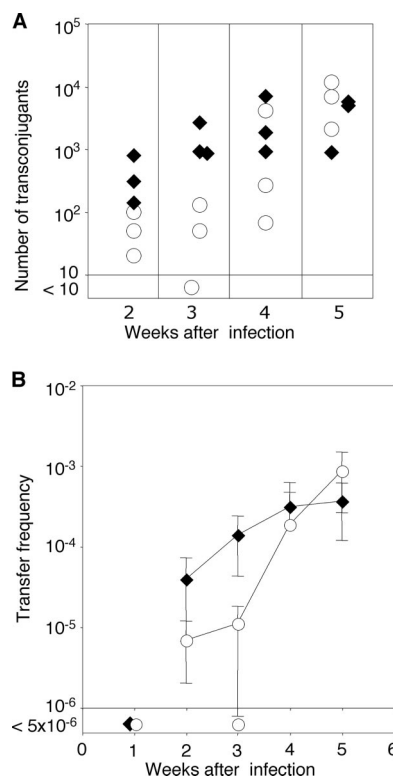 A
Number of transconjugants
10^5
10^4
10^3
10^2
10
< 10
2 3 4 5
Weeks after infection
B
Transfer frequency
10^-2
10^-3
10^-4
10^-5
10^-6
< 5x10^-6
0 1 2 3 4 5 6
Weeks after infection